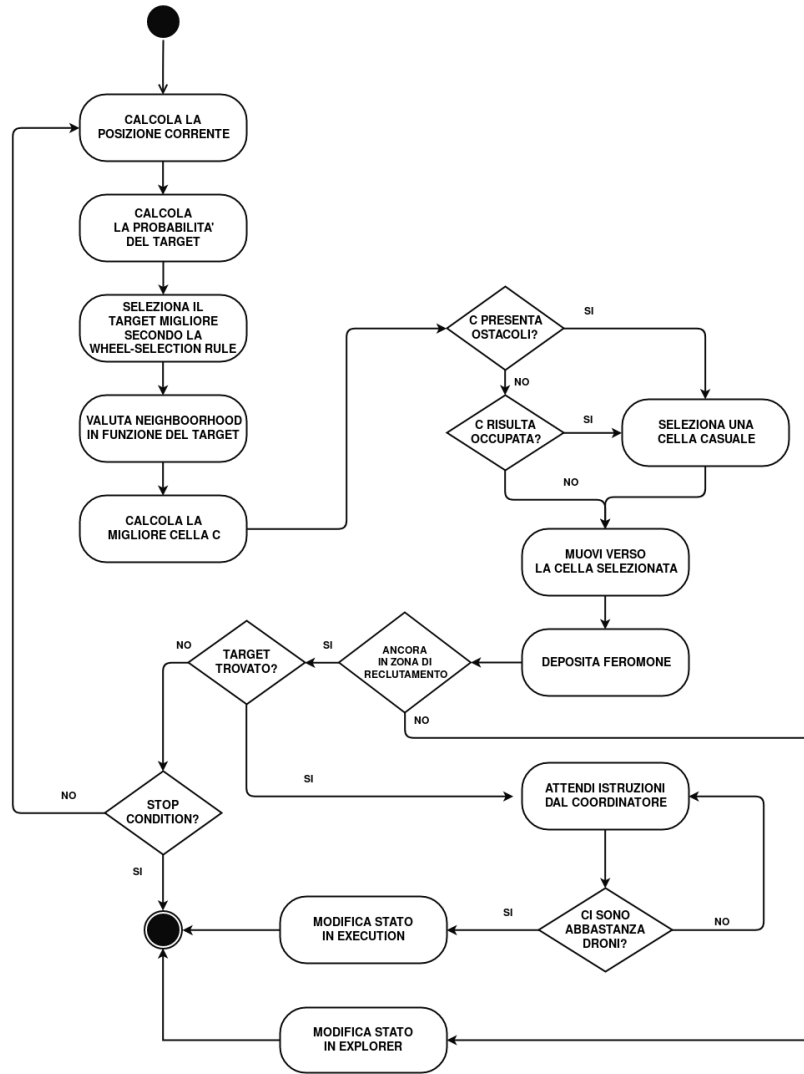 CALCOLA LA
POSIZIONE CORRENTE
CALCOLA
LA PROBABILITA'
DEL TARGET
SELEZIONA IL
TARGET MIGLIORE
SECONDO LA
WHEEL-SELECTION RULE
VALUTA NEIGHBOORHOOD
IN FUNZIONE DEL TARGET
CALCOLA LA
MIGLIORE CELLA C
C PRESENTA
OSTACOLI?
SI
NO
C RISULTA
OCCUPATA?
SI
NO
SELEZIONA UNA
CELLA CASUALE
MUOVI VERSO
LA CELLA SELEZIONATA
DEPOSITA FEROMONE
ANCORA
IN ZONA DI
RECLUTAMENTO
SI
NO
TARGET
TROVATO?
NO
SI
STOP
CONDITION?
NO
SI
ATTENDI ISTRUZIONI
DAL COORDINATORE
CI SONO
ABBASTANZA
DRONI?
SI
NO
MODIFICA STATO
IN EXECUTION
MODIFICA STATO
IN EXPLORER